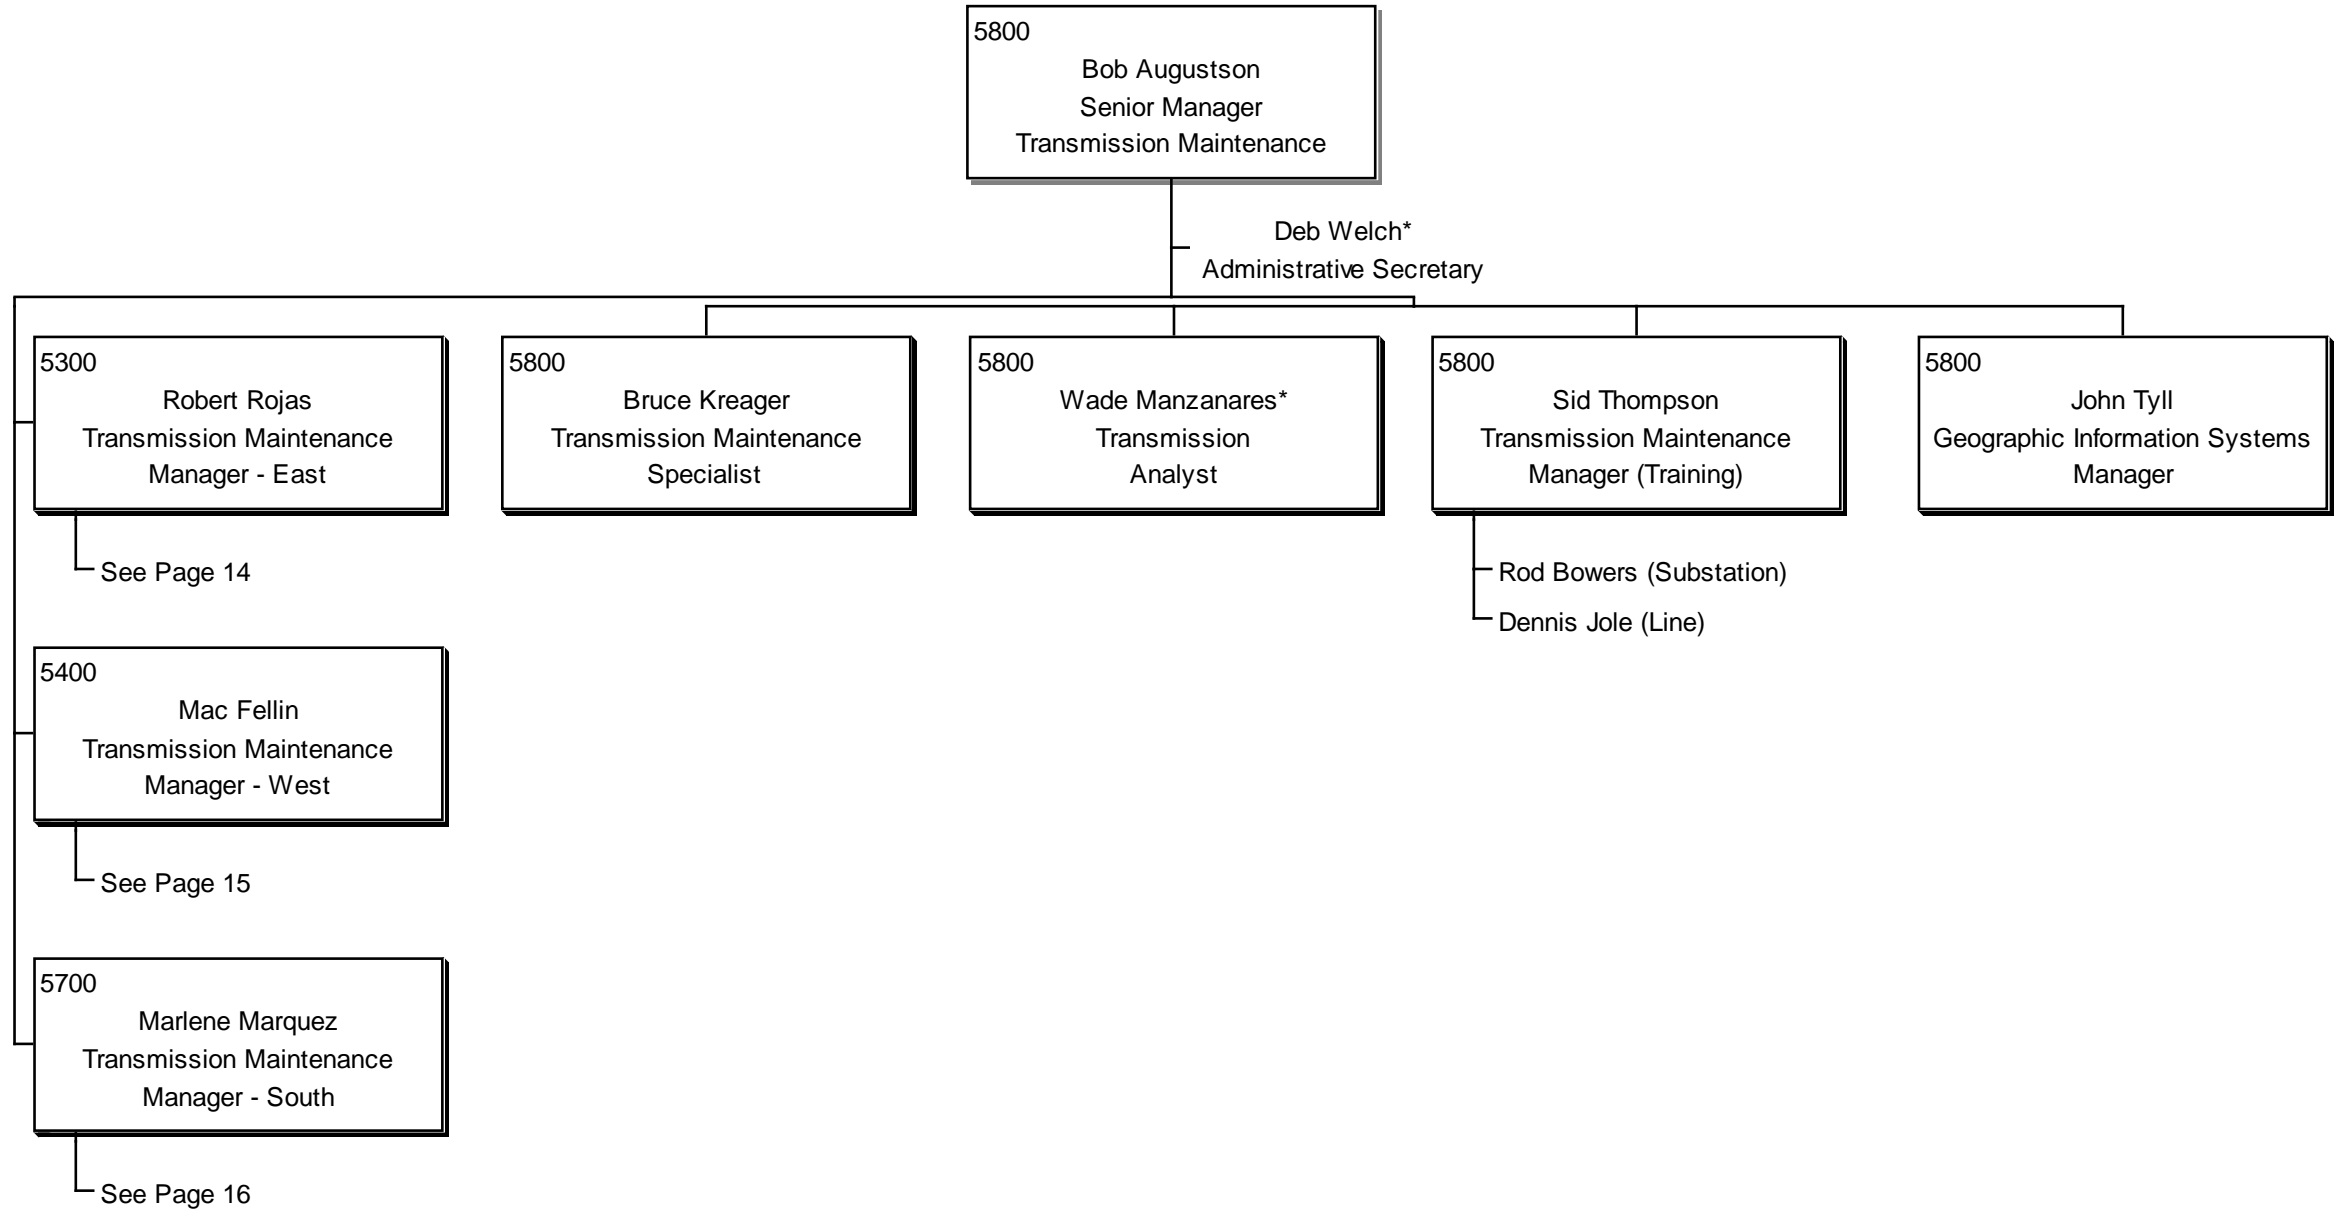 5800
Bob Augustson
Senior Manager
Transmission Maintenance
Deb Welch*
Administrative Secretary
5300
Robert Rojas
Transmission Maintenance
Manager - East
See Page 14
5400
Mac Fellin
Transmission Maintenance
Manager - West
See Page 15
5700
Marlene Marquez
Transmission Maintenance
Manager - South
See Page 16
5800
Bruce Kreager
Transmission Maintenance
Specialist
5800
Wade Manzanares*
Transmission
Analyst
5800
Sid Thompson
Transmission Maintenance
Manager (Training)
Rod Bowers (Substation)
Dennis Jole (Line)
5800
John Tyll
Geographic Information Systems
Manager